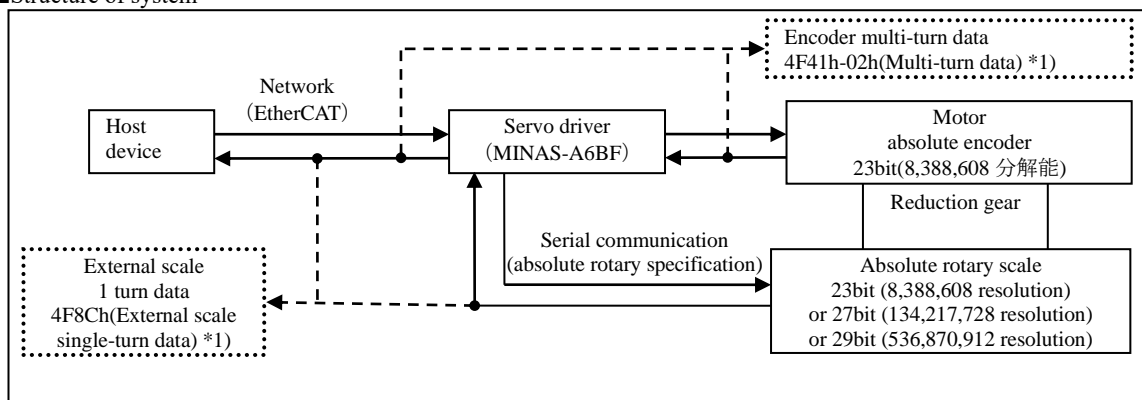 ■Structure of system
Encoder multi-turn data
4F41h-02h(Multi-turn data) *1)
Network
(EtherCAT)
Host
device
Servo driver
(MINAS-A6BF)
Motor
absolute encoder
23bit(8,388,608 分解能)
Reduction gear
Serial communication
(absolute rotary specification)
External scale
1 turn data
4F8Ch(External scale
single-turn data) *1)
Absolute rotary scale
23bit (8,388,608 resolution)
or 27bit (134,217,728 resolution)
or 29bit (536,870,912 resolution)